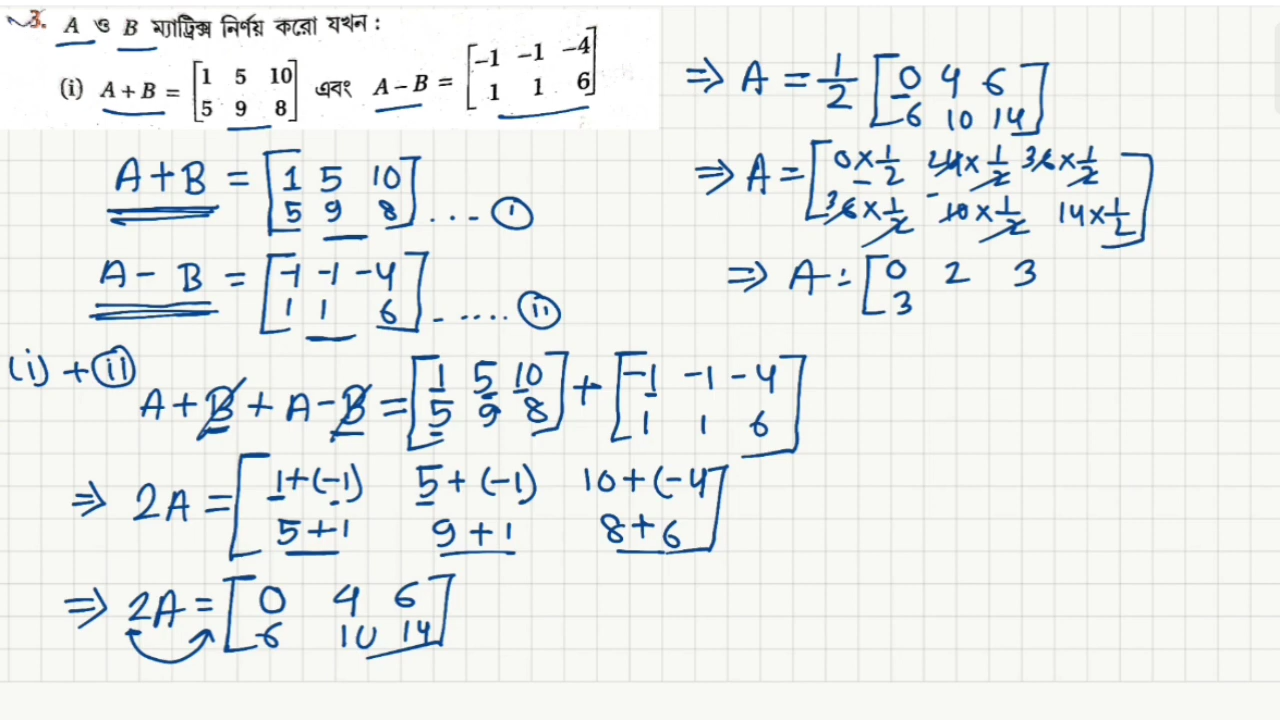 3. A ও B ম্যাট্রিক্স নির্ণয় করো যখন :
(i) A + B = [1 5 10
5 9 8] এবং A – B = [–1 –1 –4
1 1 6]
A + B = [1 5 10
5 9 8] .... (i)
A - B = [-1 -1 -4
1 1 6] - .... (ii)
(i) + (ii)
A + B + A - B = [1 5 10
5 9 8] + [-1 -1 -4
1 1 6]
⇒ 2A = [1+(-1) 5+(-1) 10+(-4)
5+1 9+1 8+6]
⇒ 2A = [0 4 6
6 10 14]
⇒ A = 1/2 [0 4 6
6 10 14]
⇒ A = [0×1/2 2 4×1/2 3 6×1/2
3 6×1/2 10×1/2 14×1/2]
⇒ A = [0 2 3
3